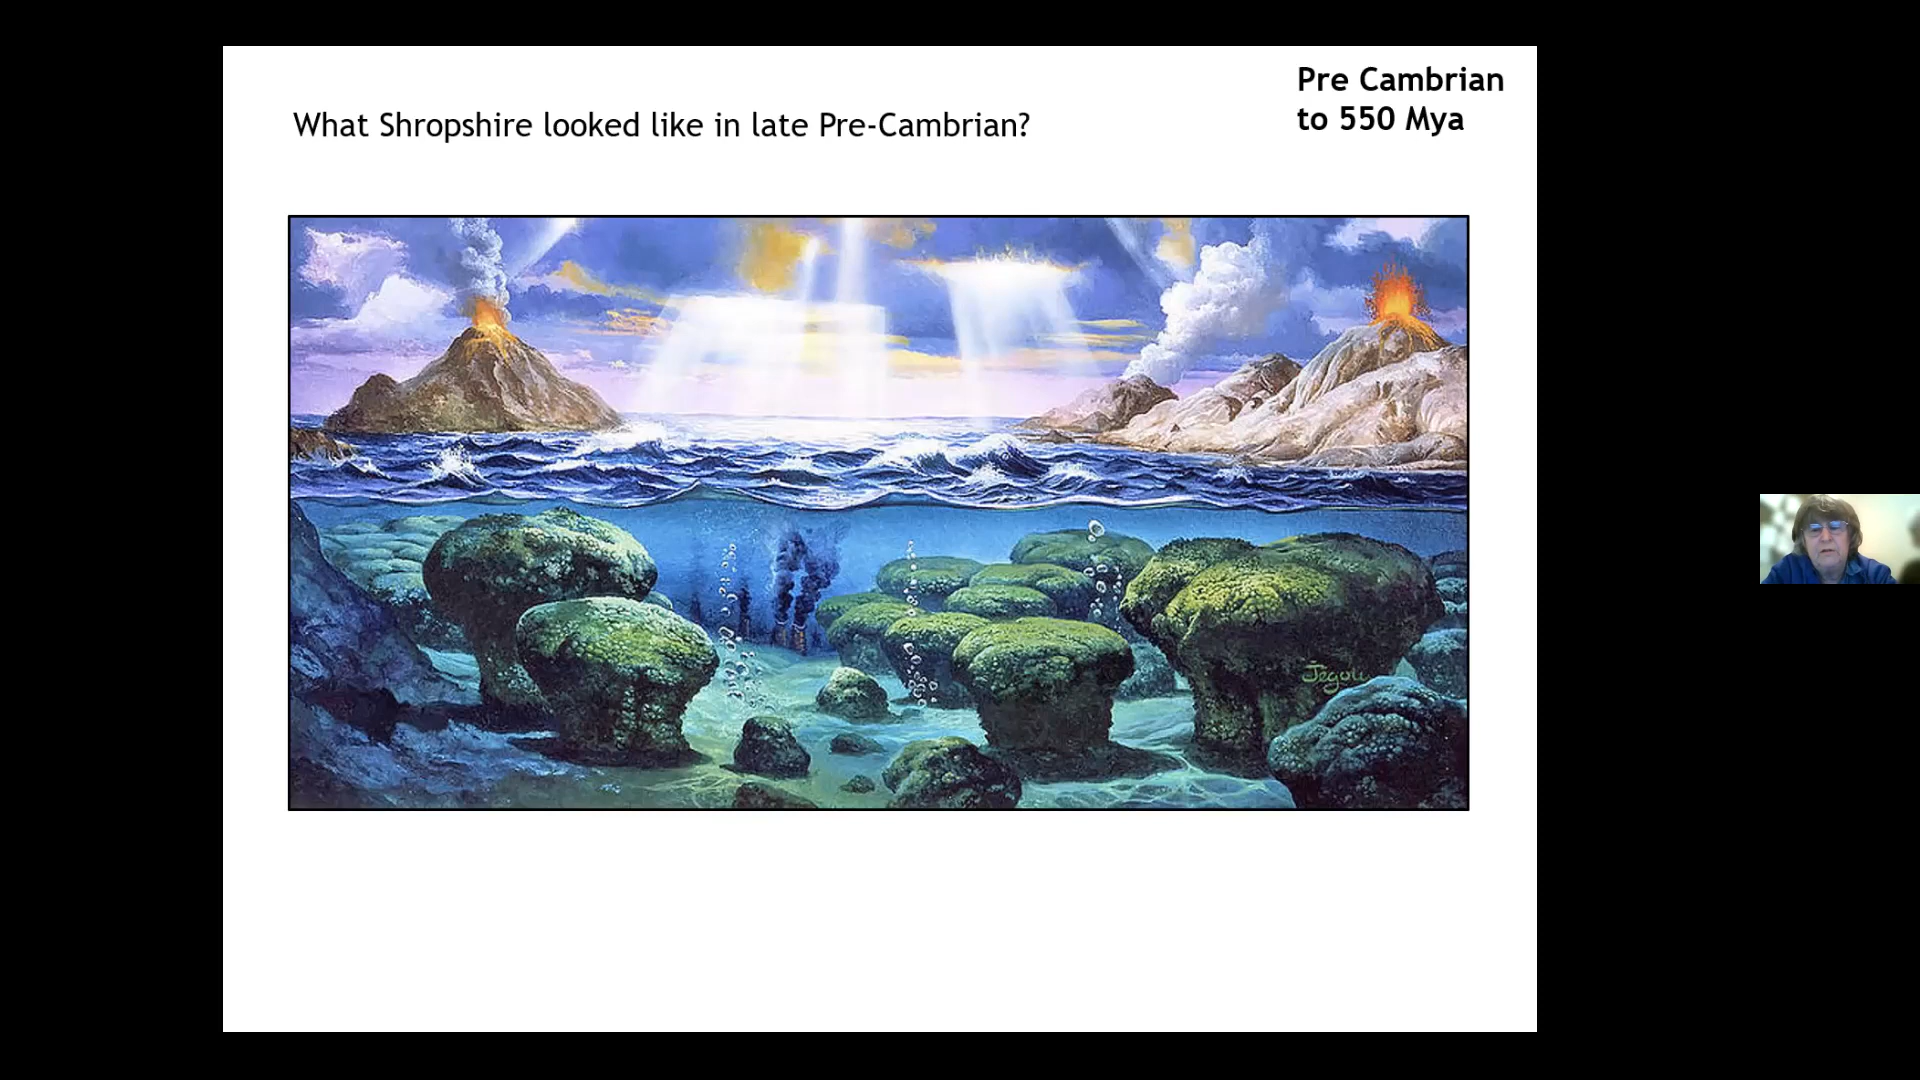 Pre Cambrian
to 550 Mya
What Shropshire looked like in late Pre-Cambrian?